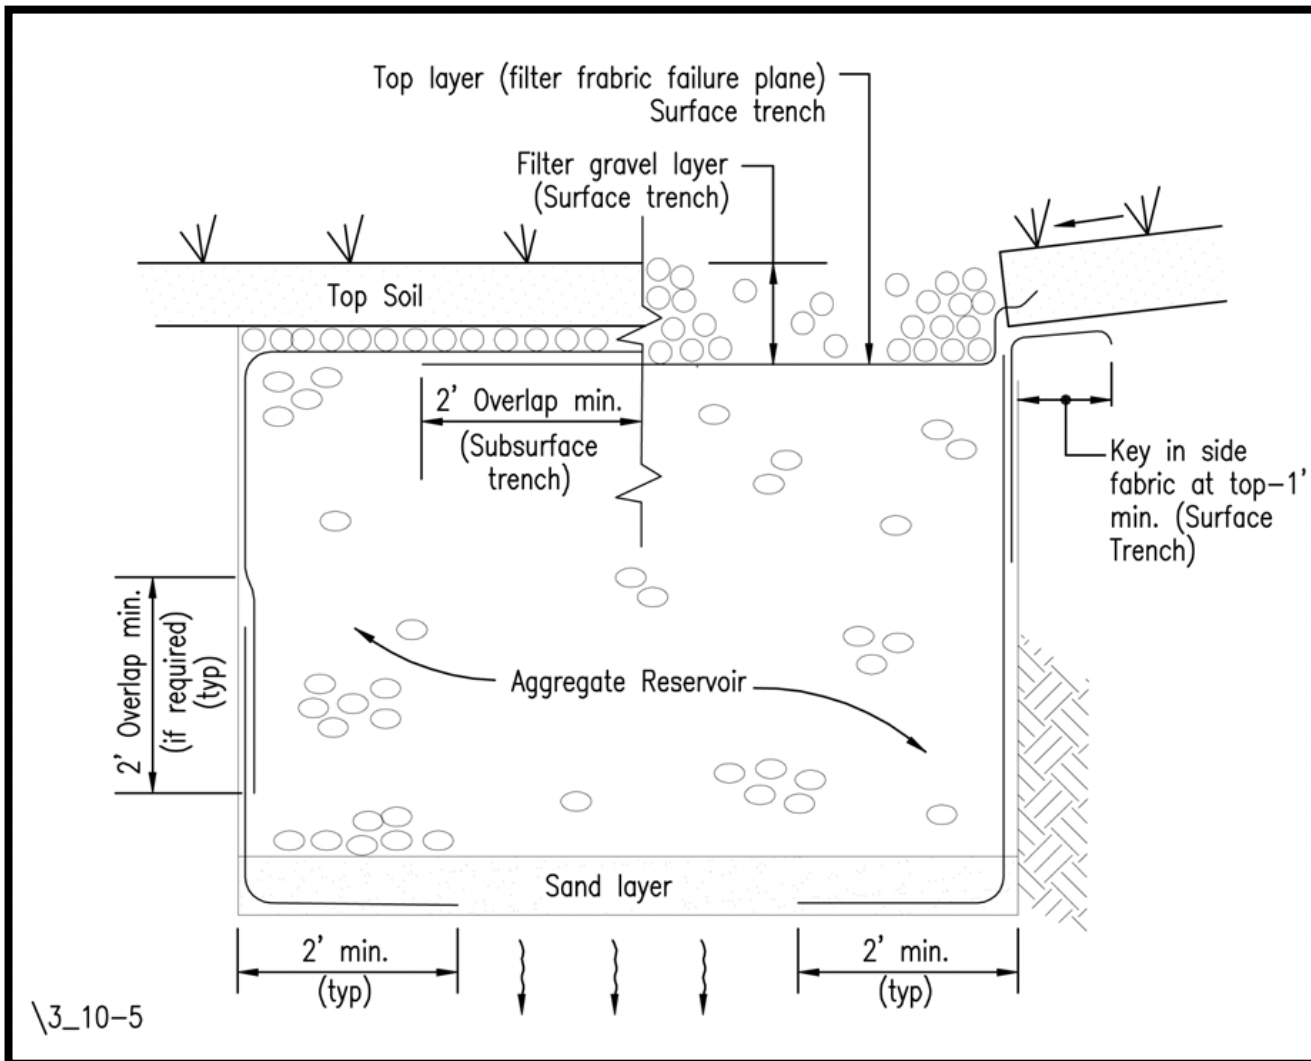 Top layer (filter frabric failure plane)
Surface trench
Filter gravel layer
(Surface trench)
Top Soil
2' Overlap min.
(Subsurface
trench)
Key in side
fabric at top-1'
min. (Surface
Trench)
2' Overlap min.
(if required)
(typ)
Aggregate Reservoir
Sand layer
2' min.
(typ)
2' min.
(typ)
\3_10-5